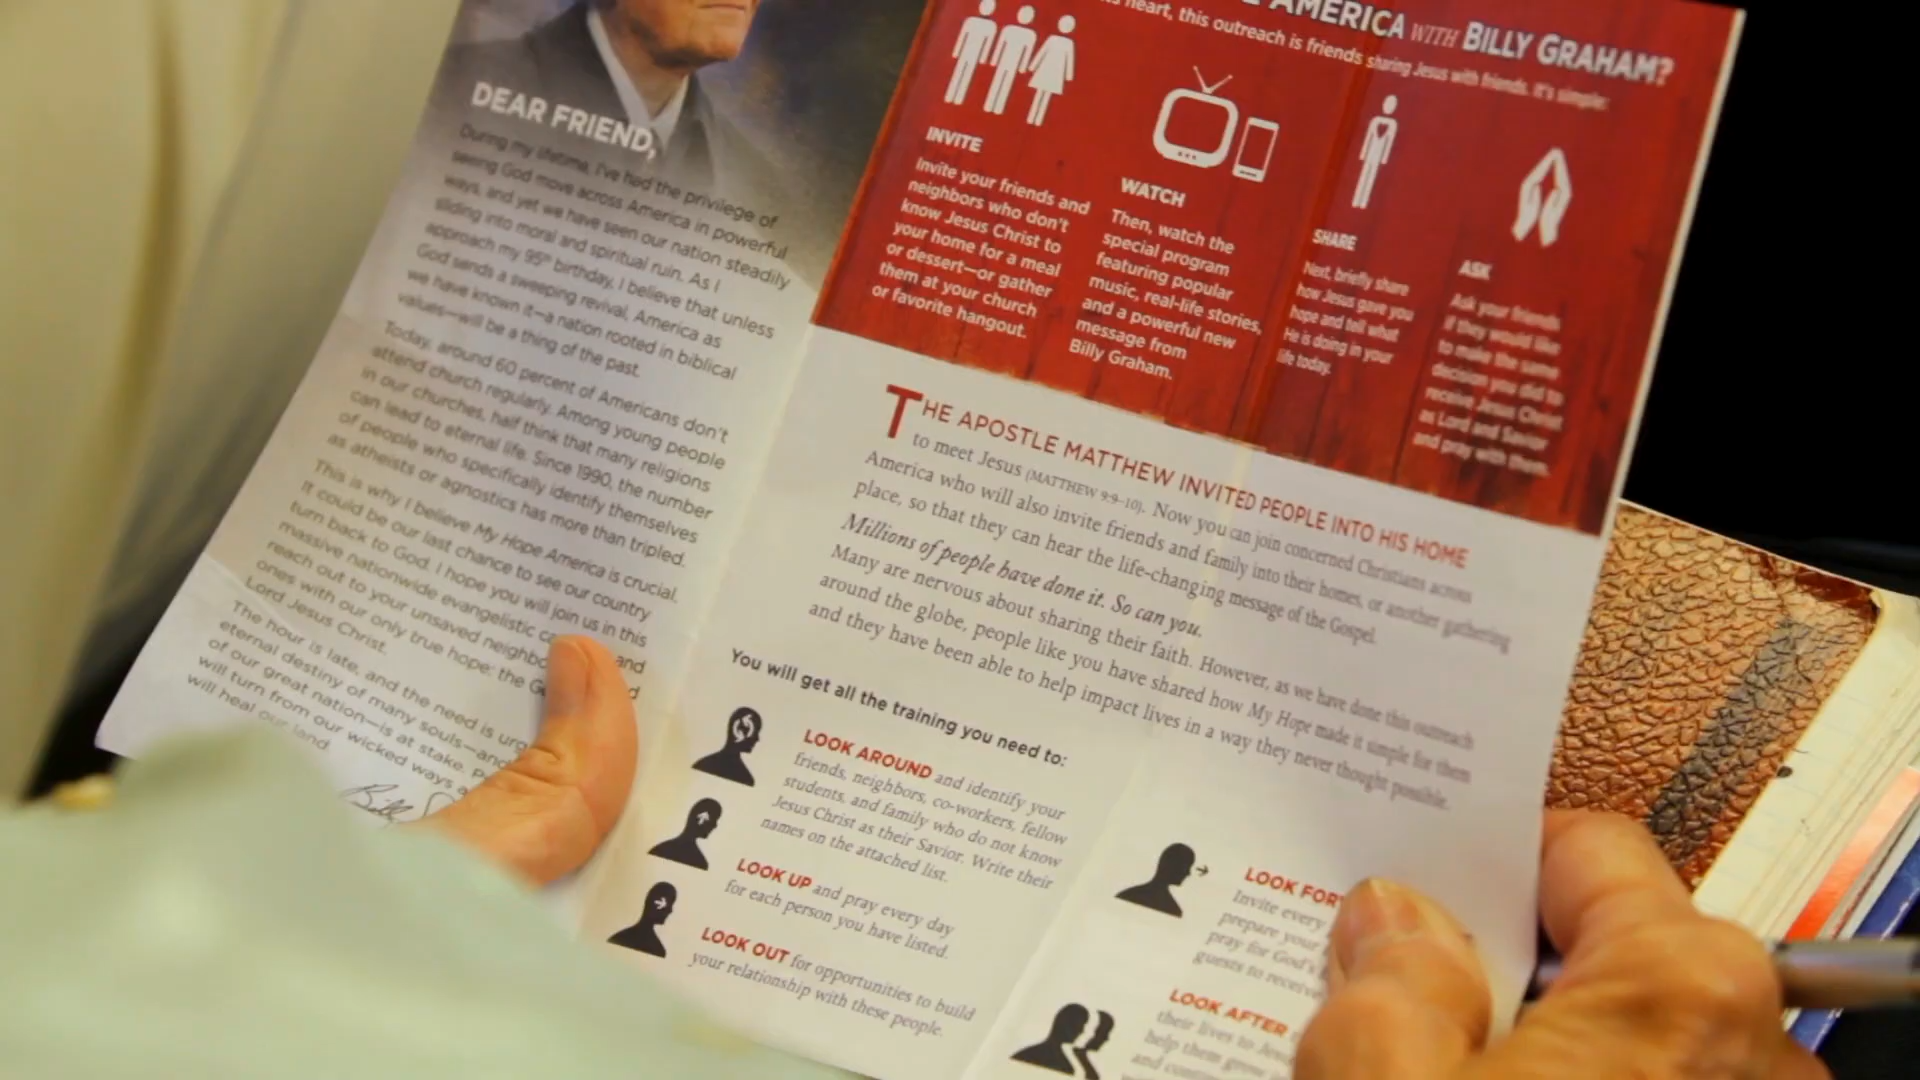 DEAR FRIEND,
During my lifetime, I've had the privilege of
seeing God move across America in powerful
ways, and yet we have seen our nation steadily
sliding into moral and spiritual ruin. As I
approach my 95th birthday, I believe that unless
God sends a sweeping revival, America as
we have known it—a nation rooted in biblical
values—will be a thing of the past.
Today, around 60 percent of Americans don't
attend church regularly. Among young people
in our churches, half think that many religions
can lead to eternal life. Since 1990, the number
of people who specifically identify themselves
as atheists or agnostics has more than tripled.
This is why I believe My Hope America is crucial.
It could be our last chance to see our country
turn back to God. I hope you will join us in this
massive nationwide evangelistic and
reach out to your unsaved neighbo
ones with our only true hope: the
Lord Jesus Christ.
The hour is late, and the need is urg
eternal destiny of many souls—and
of our great nation—is at stake.
will turn from our wicked ways a
will heal our land.
Bill
AMERICA WITH BILLY GRAHAM?
heart, this outreach is friends sharing Jesus with friends. It's simple:
INVITE
Invite your friends and
neighbors who don't
know Jesus Christ to
your home for a meal
or dessert—or gather
them at your church
or favorite hangout.
WATCH
Then, watch the
special program
featuring popular
music, real-life stories,
and a powerful new
message from
Billy Graham.
SHARE
Next, briefly share
how Jesus gave you
hope and tell what
He is doing in your
life today.
ASK
Ask your friends
if they would like
to make the same
decision you did to
receive Jesus Christ
as Lord and Savior
and pray with them.
THE APOSTLE MATTHEW INVITED PEOPLE INTO HIS HOME
to meet Jesus (MATTHEW 9:9–10). Now you can join concerned Christians across
America who will also invite friends and family into their homes, or another gathering
place, so that they can hear the life-changing message of the Gospel.
Millions of people have done it. So can you.
Many are nervous about sharing their faith. However, as we have done this outreach
around the globe, people like you have shared how My Hope made it simple for them
and they have been able to help impact lives in a way they never thought possible.
You will get all the training you need to:
LOOK AROUND and identify your
friends, neighbors, co-workers, fellow
students, and family who do not know
Jesus Christ as their Savior. Write their
names on the attached list.
LOOK UP and pray every day
for each person you have listed.
LOOK OUT for opportunities to build
your relationship with these people.
LOOK FOR
Invite every
prepare your
pray for God's
guests to receive
LOOK AFTER
their lives to Jesu
help them grow
and contin